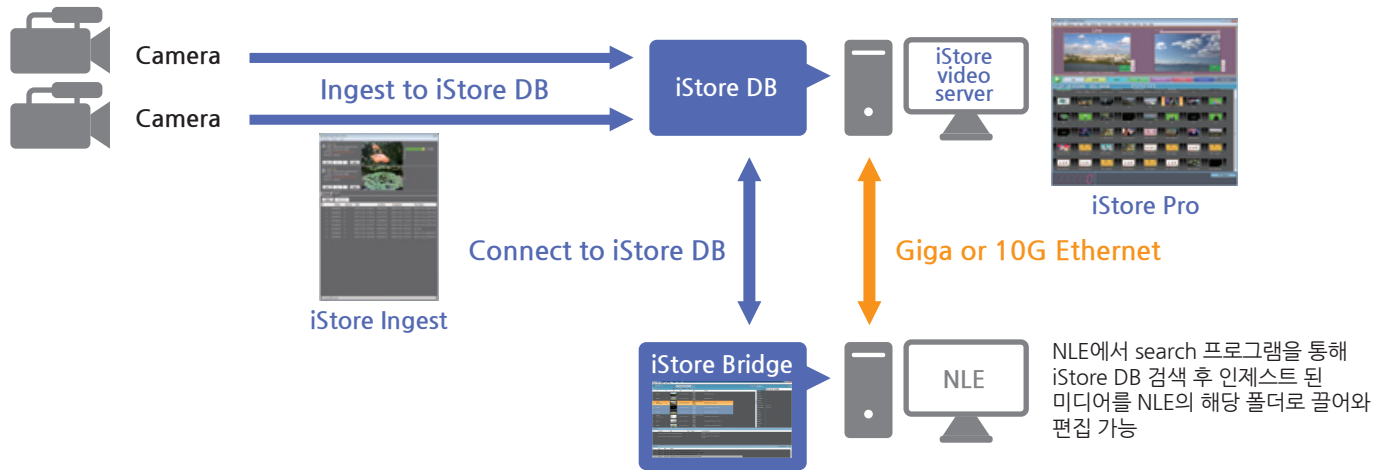 Camera
Ingest to iStore DB
Camera
iStore Ingest
iStore DB
iStore
video
server
iStore Pro
Connect to iStore DB
Giga or 10G Ethernet
iStore Bridge
NLE
NLE에서 search 프로그램을 통해
iStore DB 검색 후 인제스트 된
미디어를 NLE의 해당 폴더로 끌어와
편집 가능